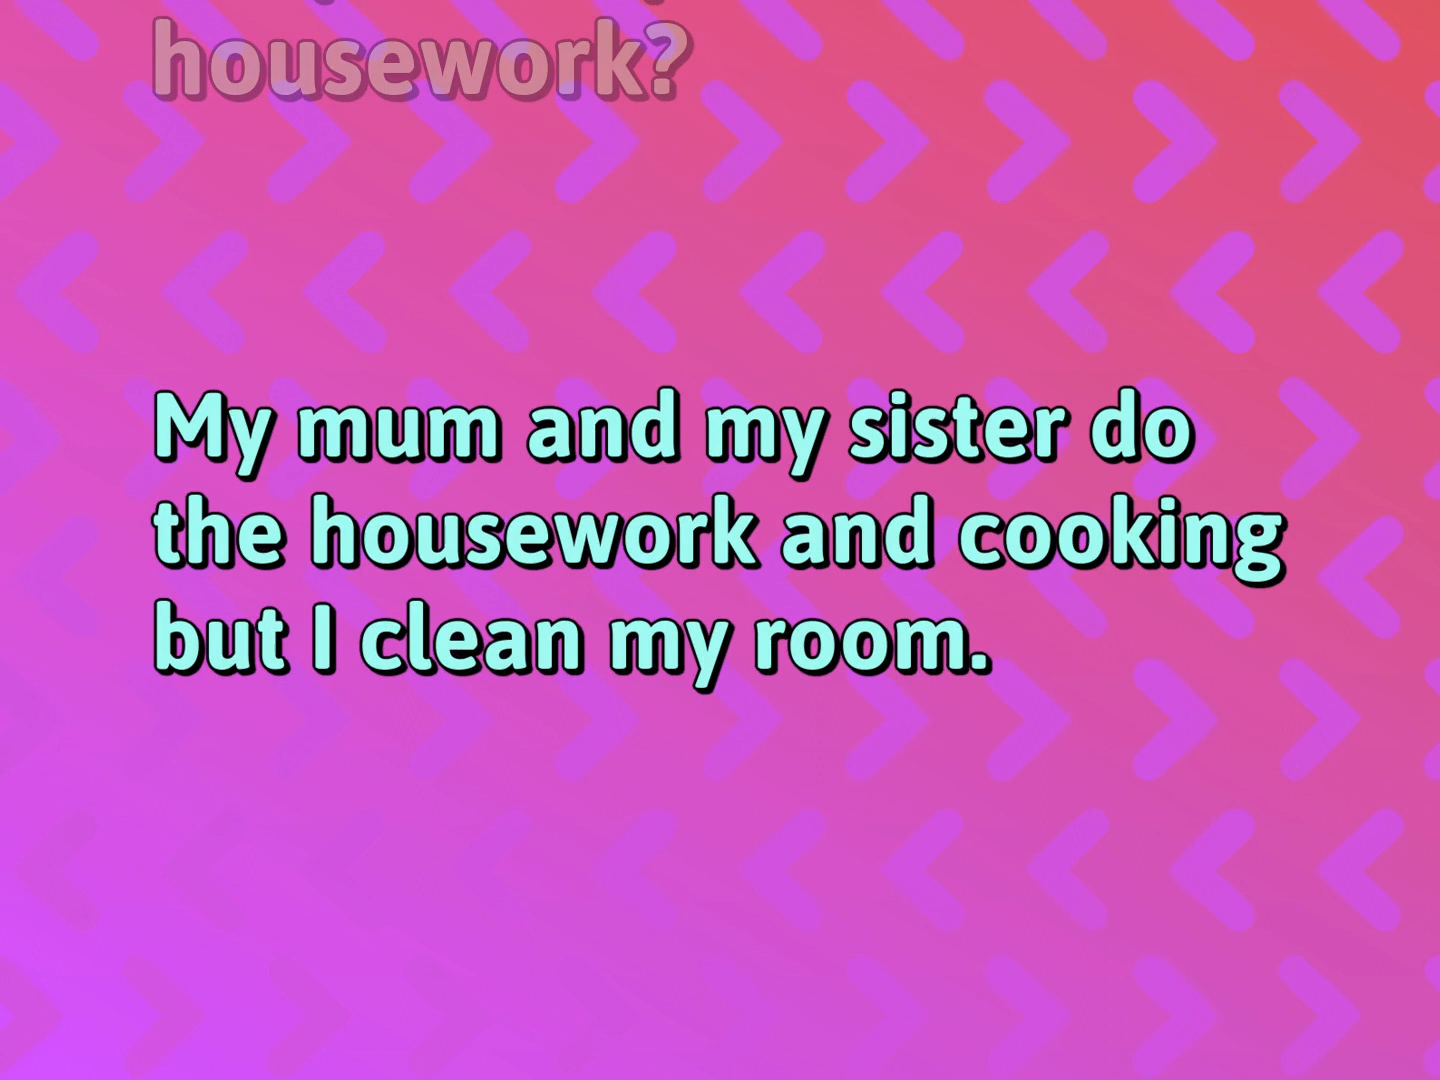 housework?
My mum and my sister do
the housework and cooking
but I clean my room.